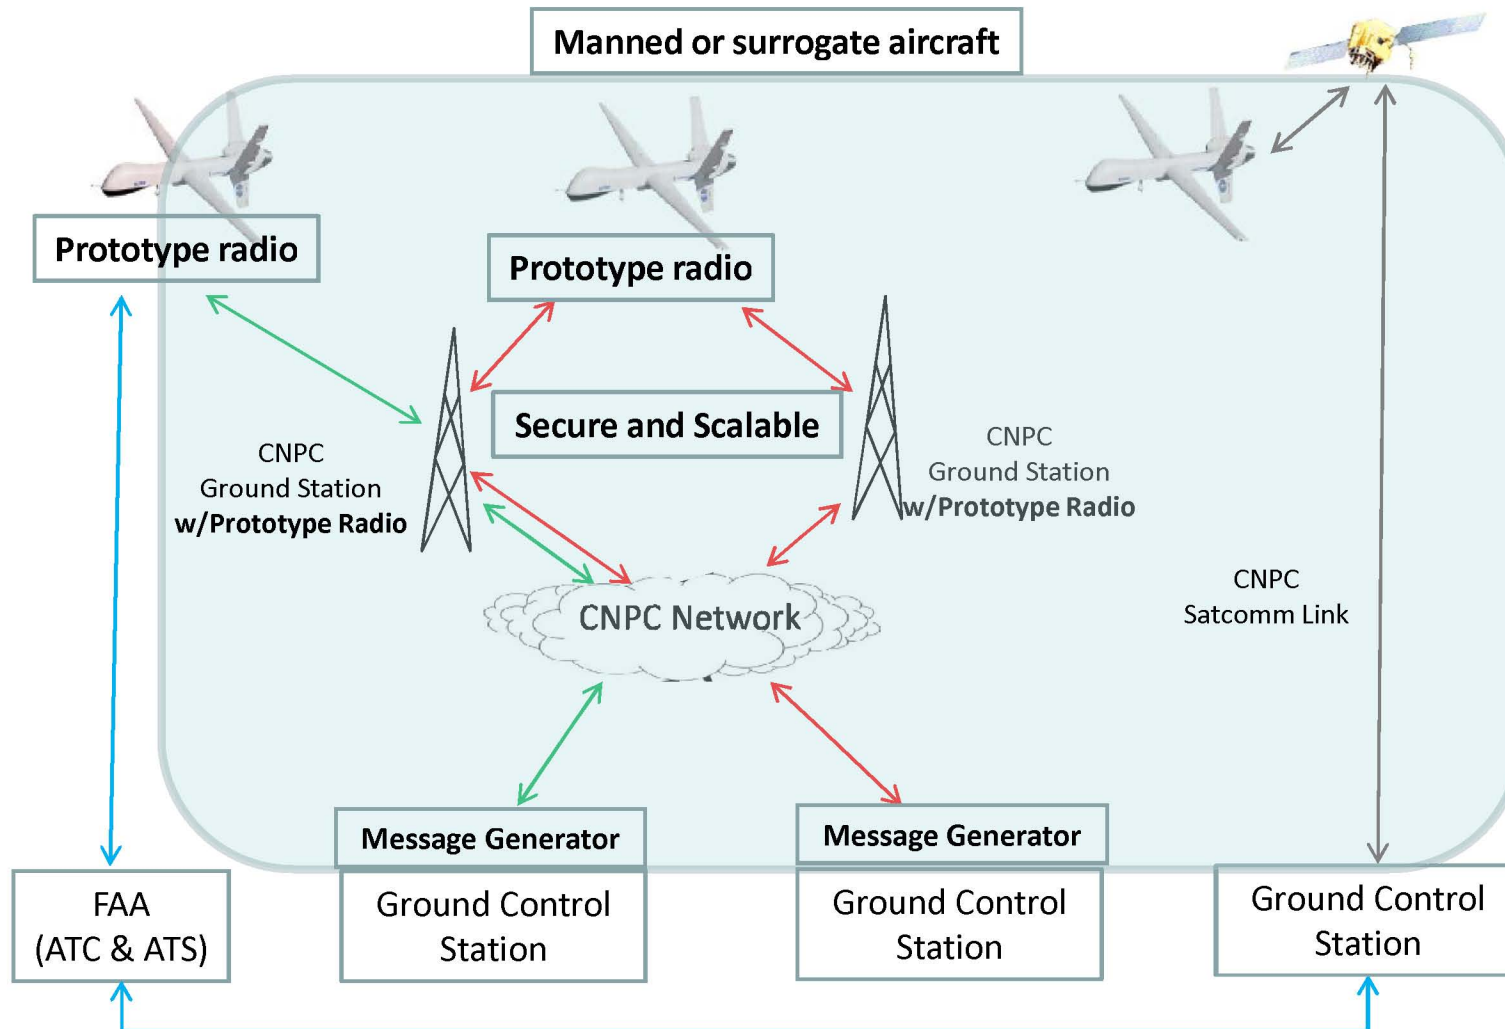 Manned or surrogate aircraft
Prototype radio
Prototype radio
Secure and Scalable
CNPC
Ground Station
w/Prototype Radio
CNPC
Ground Station
w/Prototype Radio
CNPC Network
CNPC
Satcomm Link
Message Generator
Message Generator
FAA
(ATC & ATS)
Ground Control
Station
Ground Control
Station
Ground Control
Station